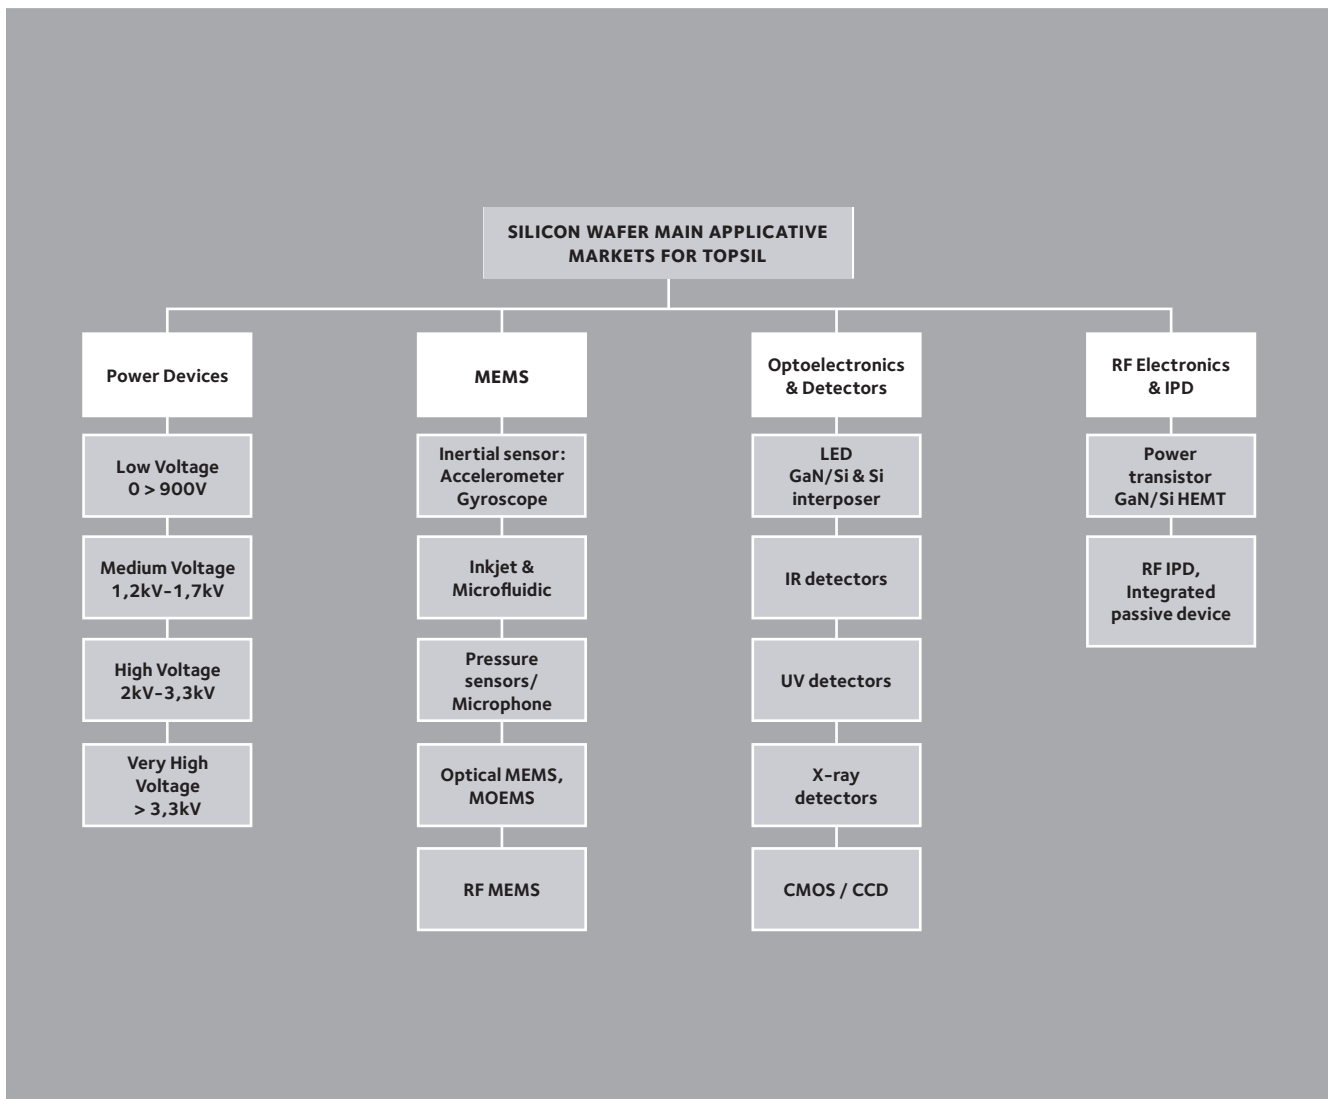 SILICON WAFER MAIN APPLICATIVE
MARKETS FOR TOPSIL
Power Devices
Low Voltage
0 > 900V
Medium Voltage
1,2kV-1,7kV
High Voltage
2kV-3,3kV
Very High
Voltage
> 3,3kV
MEMS
Inertial sensor:
Accelerometer
Gyroscope
Inkjet &
Microfluidic
Pressure
sensors/
Microphone
Optical MEMS,
MOEMS
RF MEMS
Optoelectronics
& Detectors
LED
GaN/Si & Si
interposer
IR detectors
UV detectors
X-ray
detectors
CMOS / CCD
RF Electronics
& IPD
Power
transistor
GaN/Si HEMT
RF IPD,
Integrated
passive device